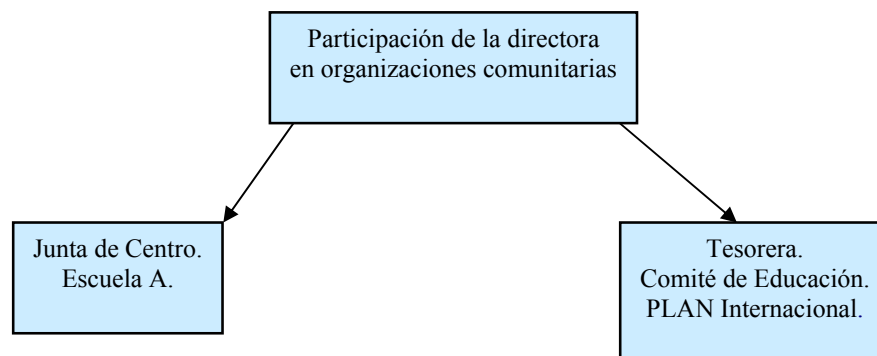 Participación de la directora
en organizaciones comunitarias
Junta de Centro.
Escuela A.
Tesorera.
Comité de Educación.
PLAN Internacional.